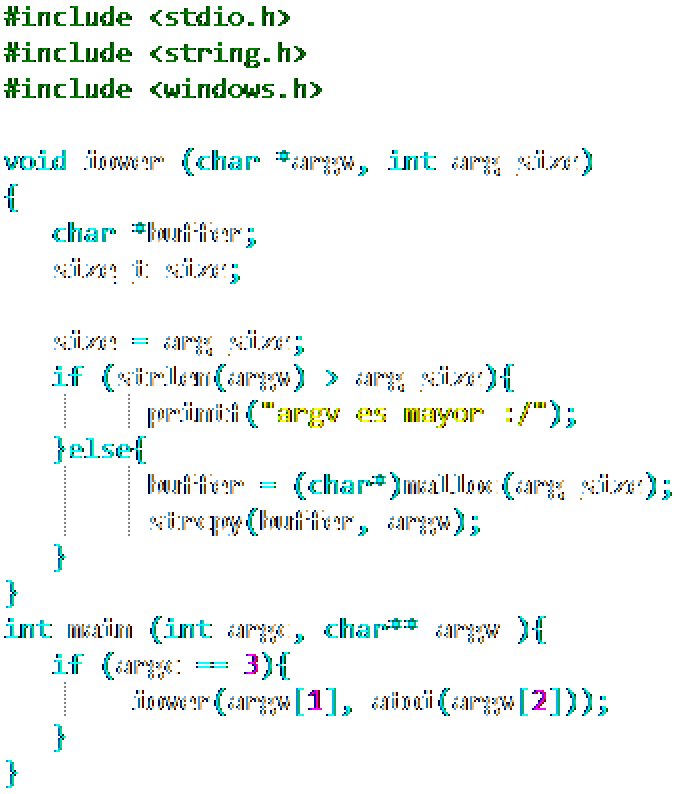 #include <stdio.h>
#include <string.h>
#include <windows.h>
void iower (char *argv, int arg_size)
{
char *buffer;
size_t size;
size = arg_size;
if (strlen(argv) > arg_size){
printf("argv es mayor :/");
}else{
buffer = (char*)malloc(arg_size);
strcpy(buffer, argv);
}
}
int main (int argc, char** argv ){
if (argc == 3){
iower(argv[1], atoi(argv[2]));
}
}